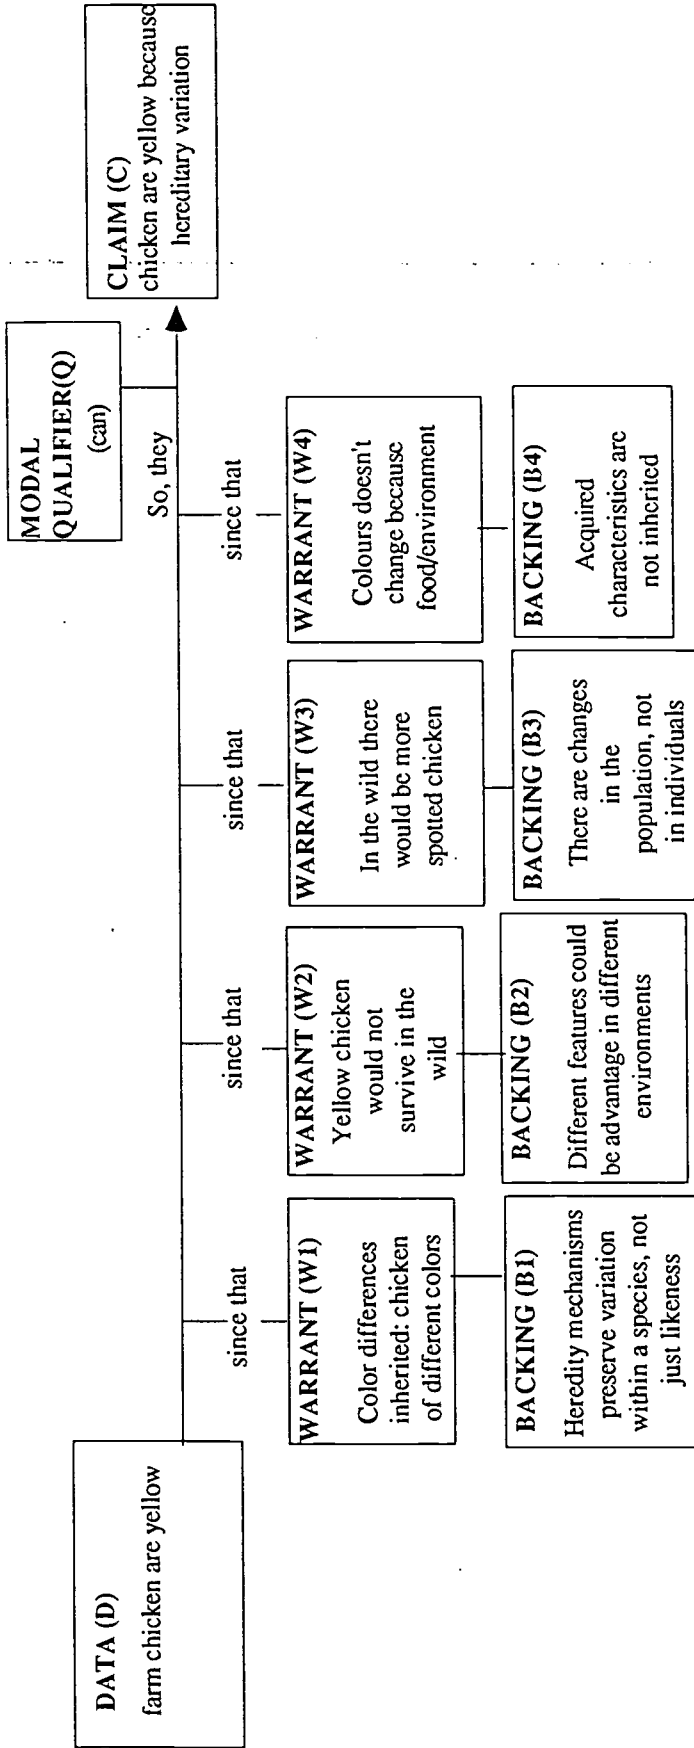 DATA (D)
farm chicken are yellow
MODAL
QUALIFIER(Q)
(can)
So, they
CLAIM (C)
chicken are yellow because
hereditary variation
since that
since that
since that
since that
WARRANT (W1)
Color differences
inherited: chicken
of different colors
WARRANT (W2)
Yellow chicken
would not
survive in the
wild
WARRANT (W3)
In the wild there
would be more
spotted chicken
WARRANT (W4)
Colours doesn't
change because
food/environment
BACKING (B1)
Heredity mechanisms
preserve variation
within a species, not
just likeness
BACKING (B2)
Different features could
be advantage in different
environments
BACKING (B3)
There are changes
in the
population, not
in individuals
BACKING (B4)
Acquired
characteristics are
not inherited